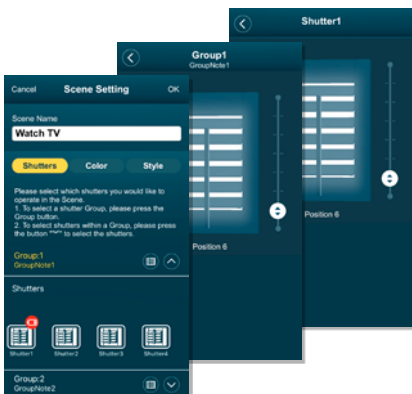 Shutter1
Position 6
Group1
GroupNote1
Position 6
Cancel Scene Setting OK
Scene Name
Watch TV
Shutters Color Style
Please select which shutters you would like to
operate in the Scene.
1. To select a shutter Group, please press the
Group button.
2. To select shutters within a Group, please press
the button "" to select the shutters.
Group:1
GroupNote1
Shutters
Shutter1 Shutter2 Shutter3 Shutter4
Group:2
GroupNote2